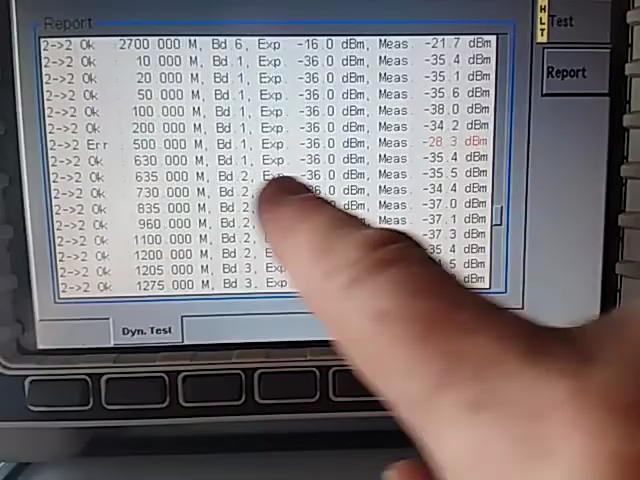 Report
HLT
Test
Report
2->2 Ok 2700 000 M, Bd.6, Exp. -16.0 dBm, Meas. -21.7 dBm
2->2 Ok 10 000 M, Bd.1, Exp. -36.0 dBm, Meas. -35.4 dBm
2->2 Ok 20 000 M, Bd.1, Exp. -36.0 dBm, Meas. -35.1 dBm
2->2 Ok 50 000 M, Bd.1, Exp. -36.0 dBm, Meas. -35.6 dBm
2->2 Ok 100 000 M, Bd.1, Exp. -36.0 dBm, Meas. -38.0 dBm
2->2 Ok 200 000 M, Bd.1, Exp. -36.0 dBm, Meas. -34.2 dBm
2->2 Err 500 000 M, Bd.1, Exp. -36.0 dBm, Meas. -28.3 dBm
2->2 Ok 630 000 M, Bd.1, Exp. -36.0 dBm, Meas. -35.4 dBm
2->2 Ok 635 000 M, Bd.2, -36.0 dBm, Meas. -35.5 dBm
2->2 Ok 730 000 M, Bd.2, dBm, Meas. -34.4 dBm
2->2 Ok 835 000 M, Bd.2, dBm, Meas. -37.0 dBm
2->2 Ok 960 000 M, Bd.2, Meas. -37.1 dBm
2->2 Ok 1100 000 M, Bd.2, -37.3 dBm
2->2 Ok 1200 000 M, Bd.2, dBm
2->2 Ok 1205 000 M, Bd.3, Exp dBm
2->2 Ok 1275 000 M, Bd.3, Exp dBm
Dyn. Test